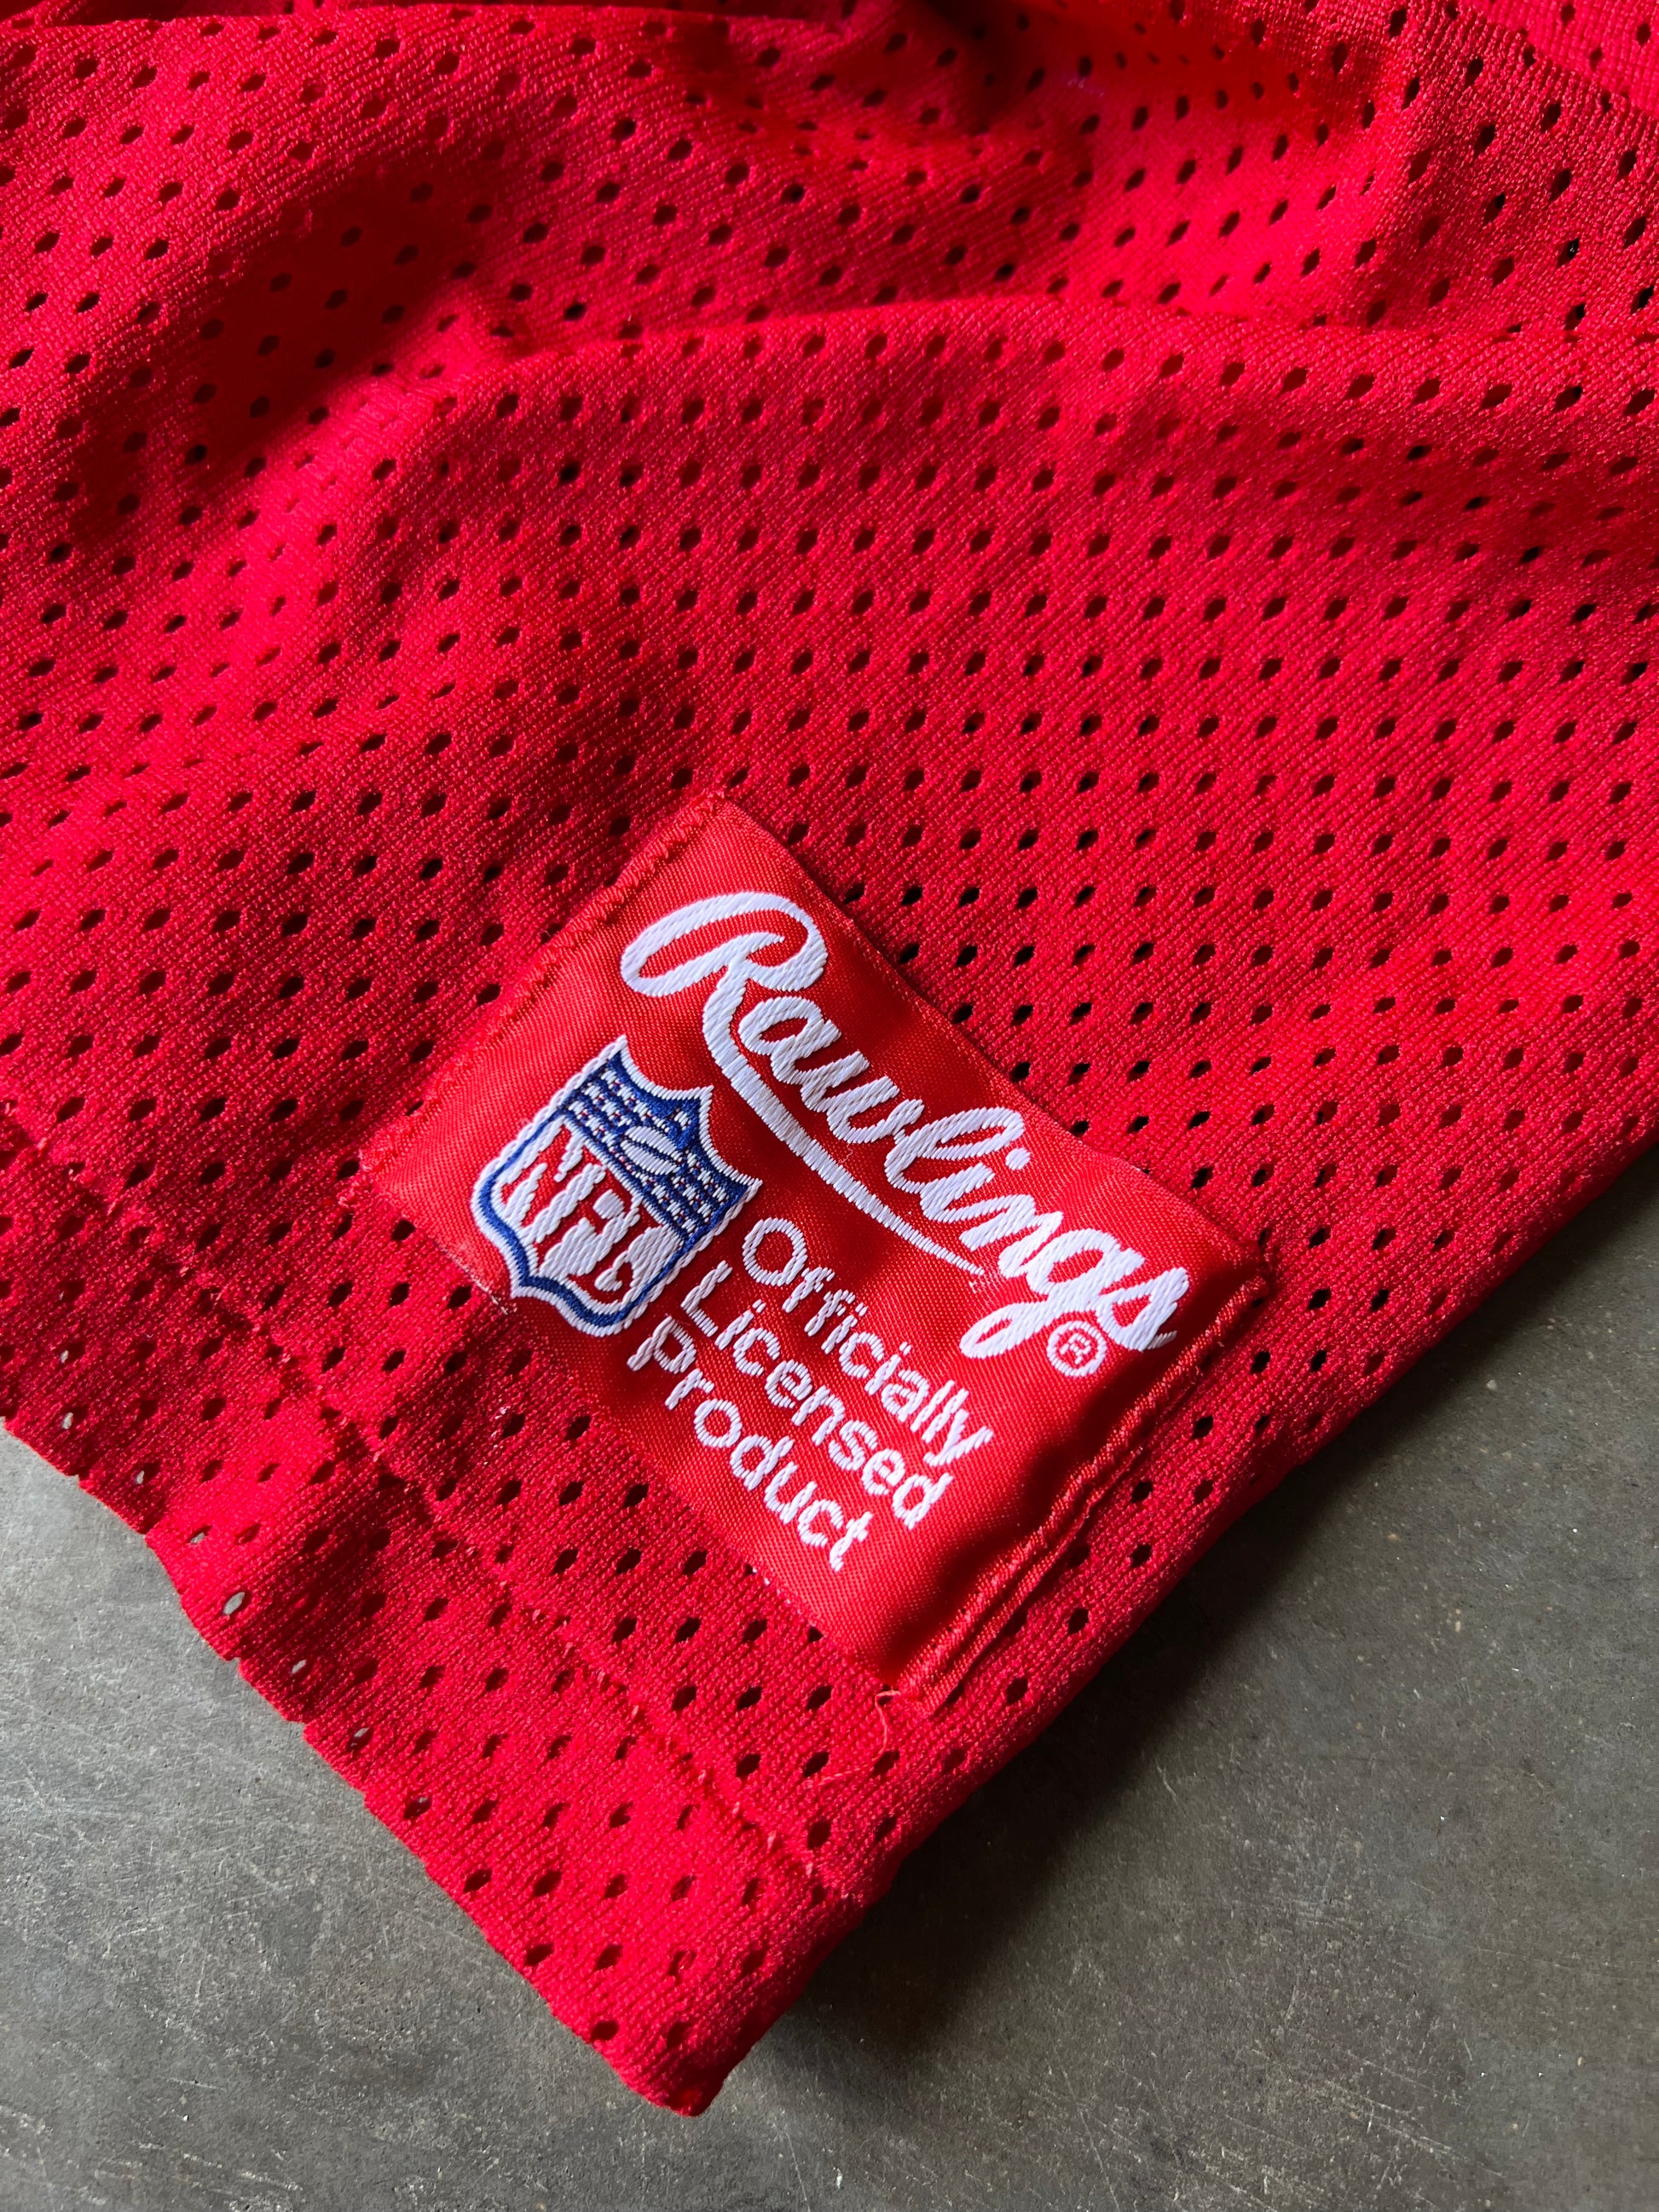 Rawlings®
NFL
Officially
Licensed
Product